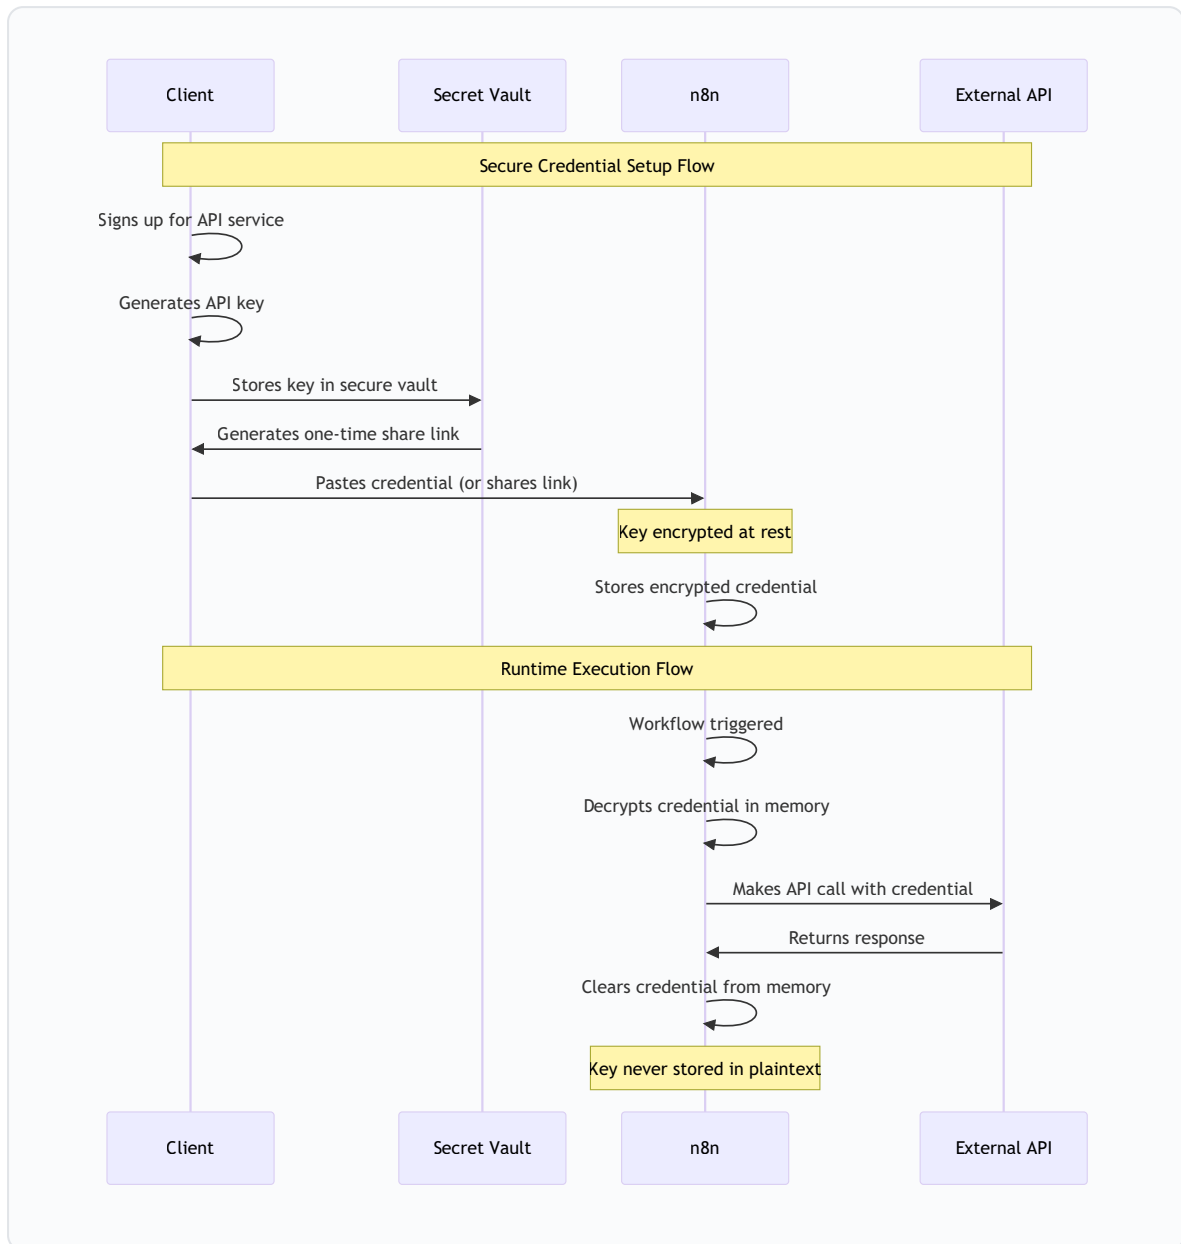 Client
Secret Vault
n8n
External API
Secure Credential Setup Flow
Signs up for API service
Generates API key
Stores key in secure vault
Generates one-time share link
Pastes credential (or shares link)
Key encrypted at rest
Stores encrypted credential
Runtime Execution Flow
Workflow triggered
Decrypts credential in memory
Makes API call with credential
Returns response
Clears credential from memory
Key never stored in plaintext
Client
Secret Vault
n8n
External API